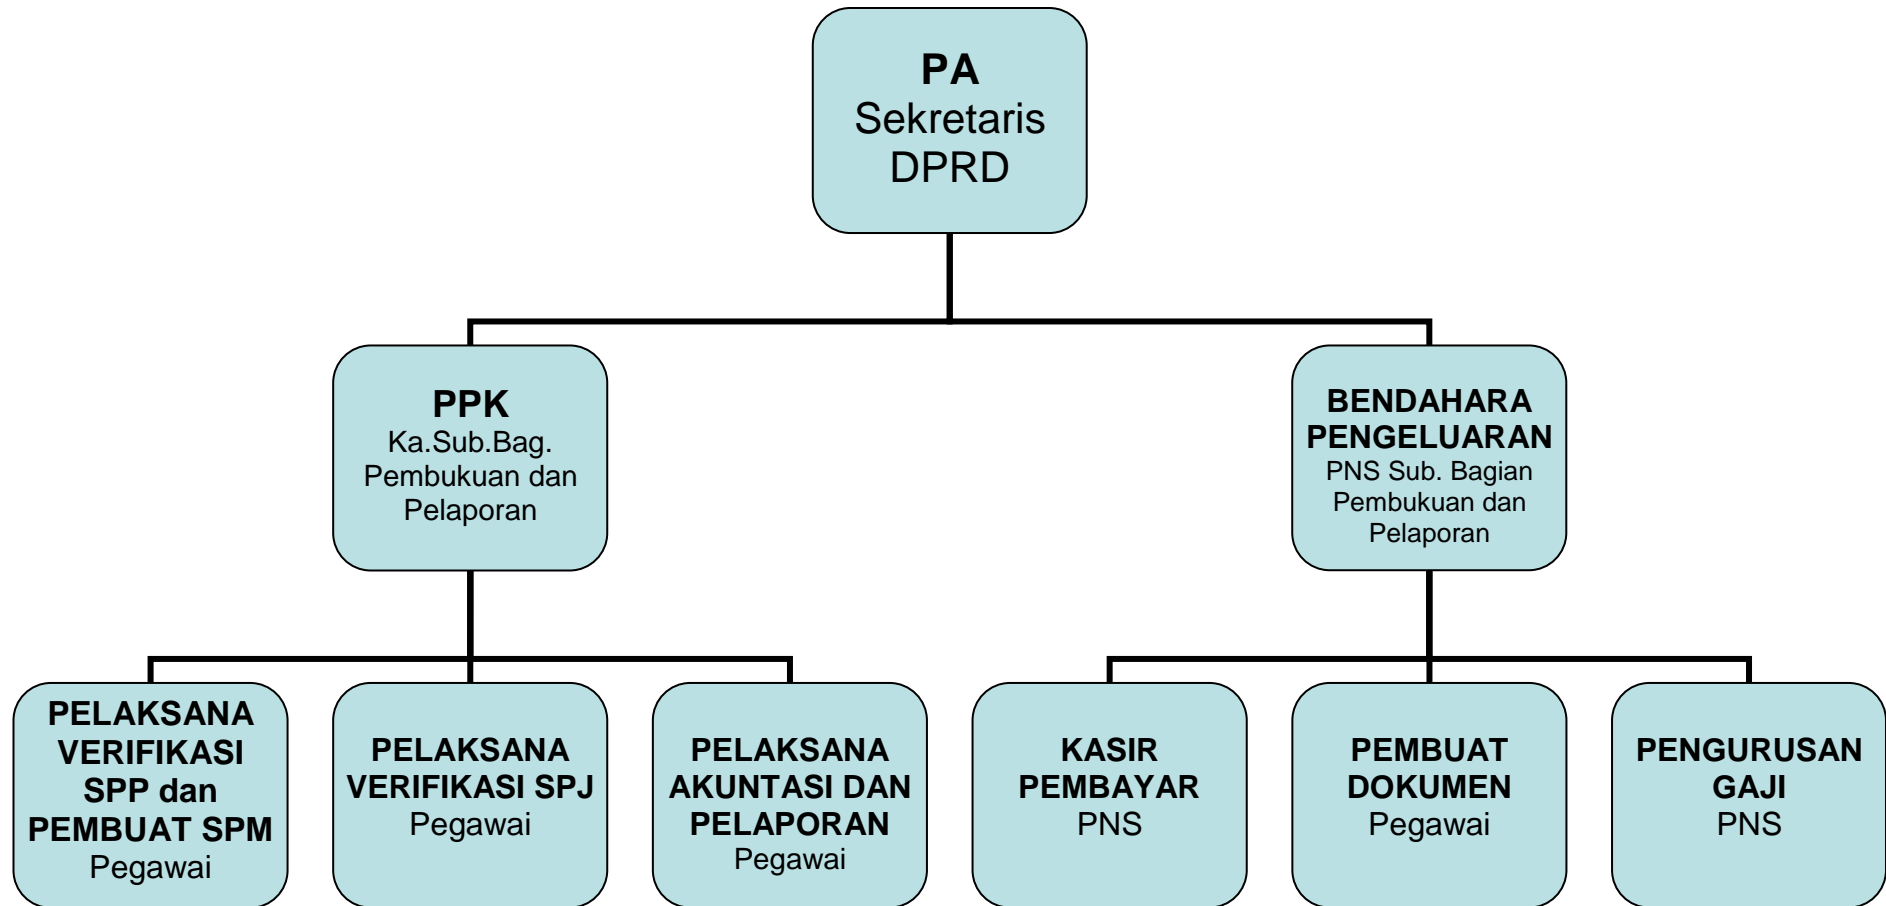 PA
Sekretaris
DPRD
PPK
Ka.Sub.Bag.
Pembukuan dan
Pelaporan
BENDAHARA
PENGELUARAN
PNS Sub. Bagian
Pembukuan dan
Pelaporan
PELAKSANA
VERIFIKASI
SPP dan
PEMBUAT SPM
Pegawai
PELAKSANA
VERIFIKASI SPJ
Pegawai
PELAKSANA
AKUNTASI DAN
PELAPORAN
Pegawai
KASIR
PEMBAYAR
PNS
PEMBUAT
DOKUMEN
Pegawai
PENGURUSAN
GAJI
PNS